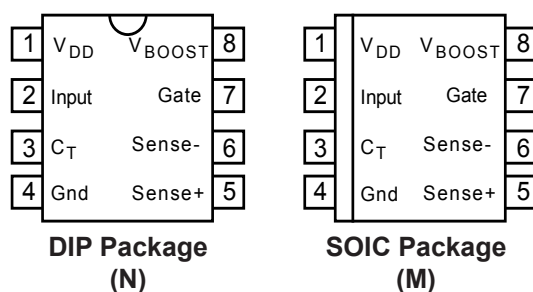 1 VDD VBOOST 8
2 Input Gate 7
3 CT Sense- 6
4 Gnd Sense+ 5
DIP Package
(N)
1 VDD VBOOST 8
2 Input Gate 7
3 CT Sense- 6
4 Gnd Sense+ 5
SOIC Package
(M)